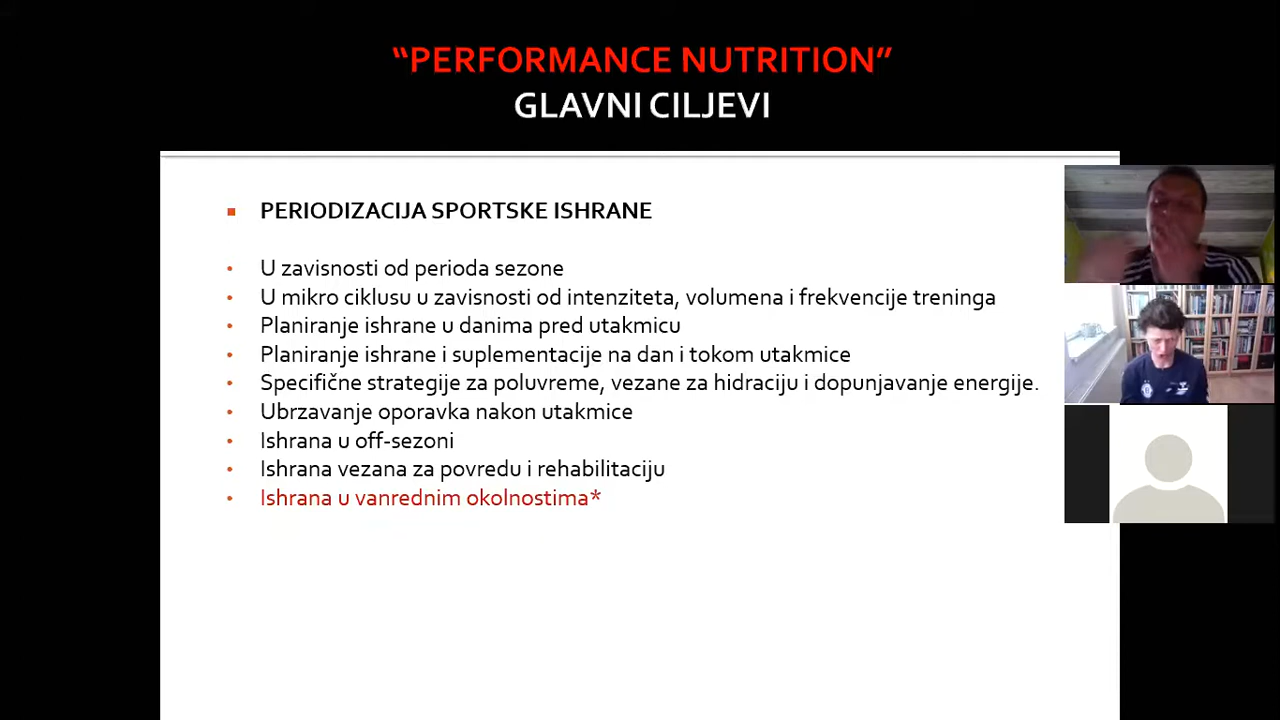 “PERFORMANCE NUTRITION”
GLAVNI CILJEVI
PERIODIZACIJA SPORTSKE ISHRANE
U zavisnosti od perioda sezone
U mikro ciklusu u zavisnosti od intenziteta, volumena i frekvencije treninga
Planiranje ishrane u danima pred utakmicu
Planiranje ishrane i suplementacije na dan i tokom utakmice
Specifične strategije za poluvreme, vezane za hidraciju i dopunjavanje energije.
Ubrzavanje oporavka nakon utakmice
Ishrana u off-sezoni
Ishrana vezana za povredu i rehabilitaciju
Ishrana u vanrednim okolnostima*